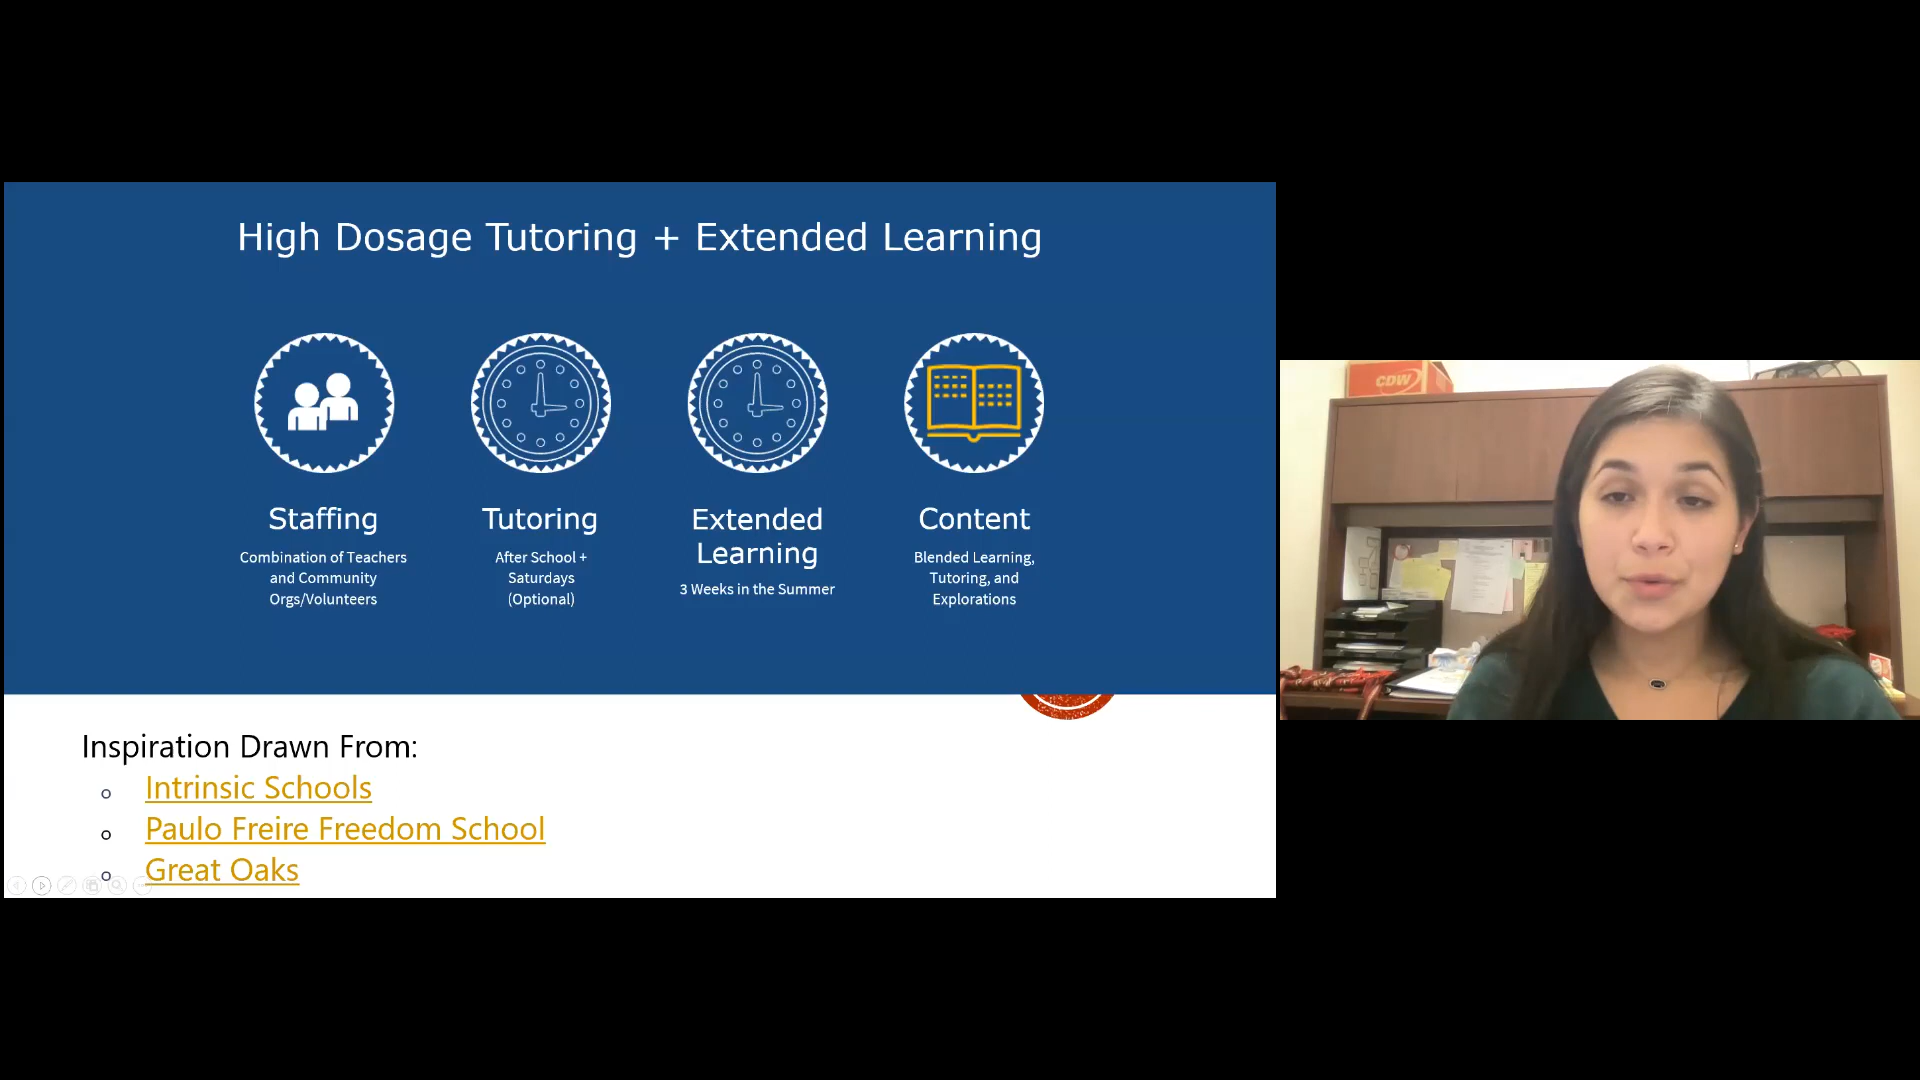 High Dosage Tutoring + Extended Learning
Staffing
Combination of Teachers
and Community
Orgs/Volunteers
Tutoring
After School +
Saturdays
(Optional)
Extended
Learning
3 Weeks in the Summer
Content
Blended Learning,
Tutoring, and
Explorations
Inspiration Drawn From:
Intrinsic Schools
Paulo Freire Freedom School
Great Oaks
CDW